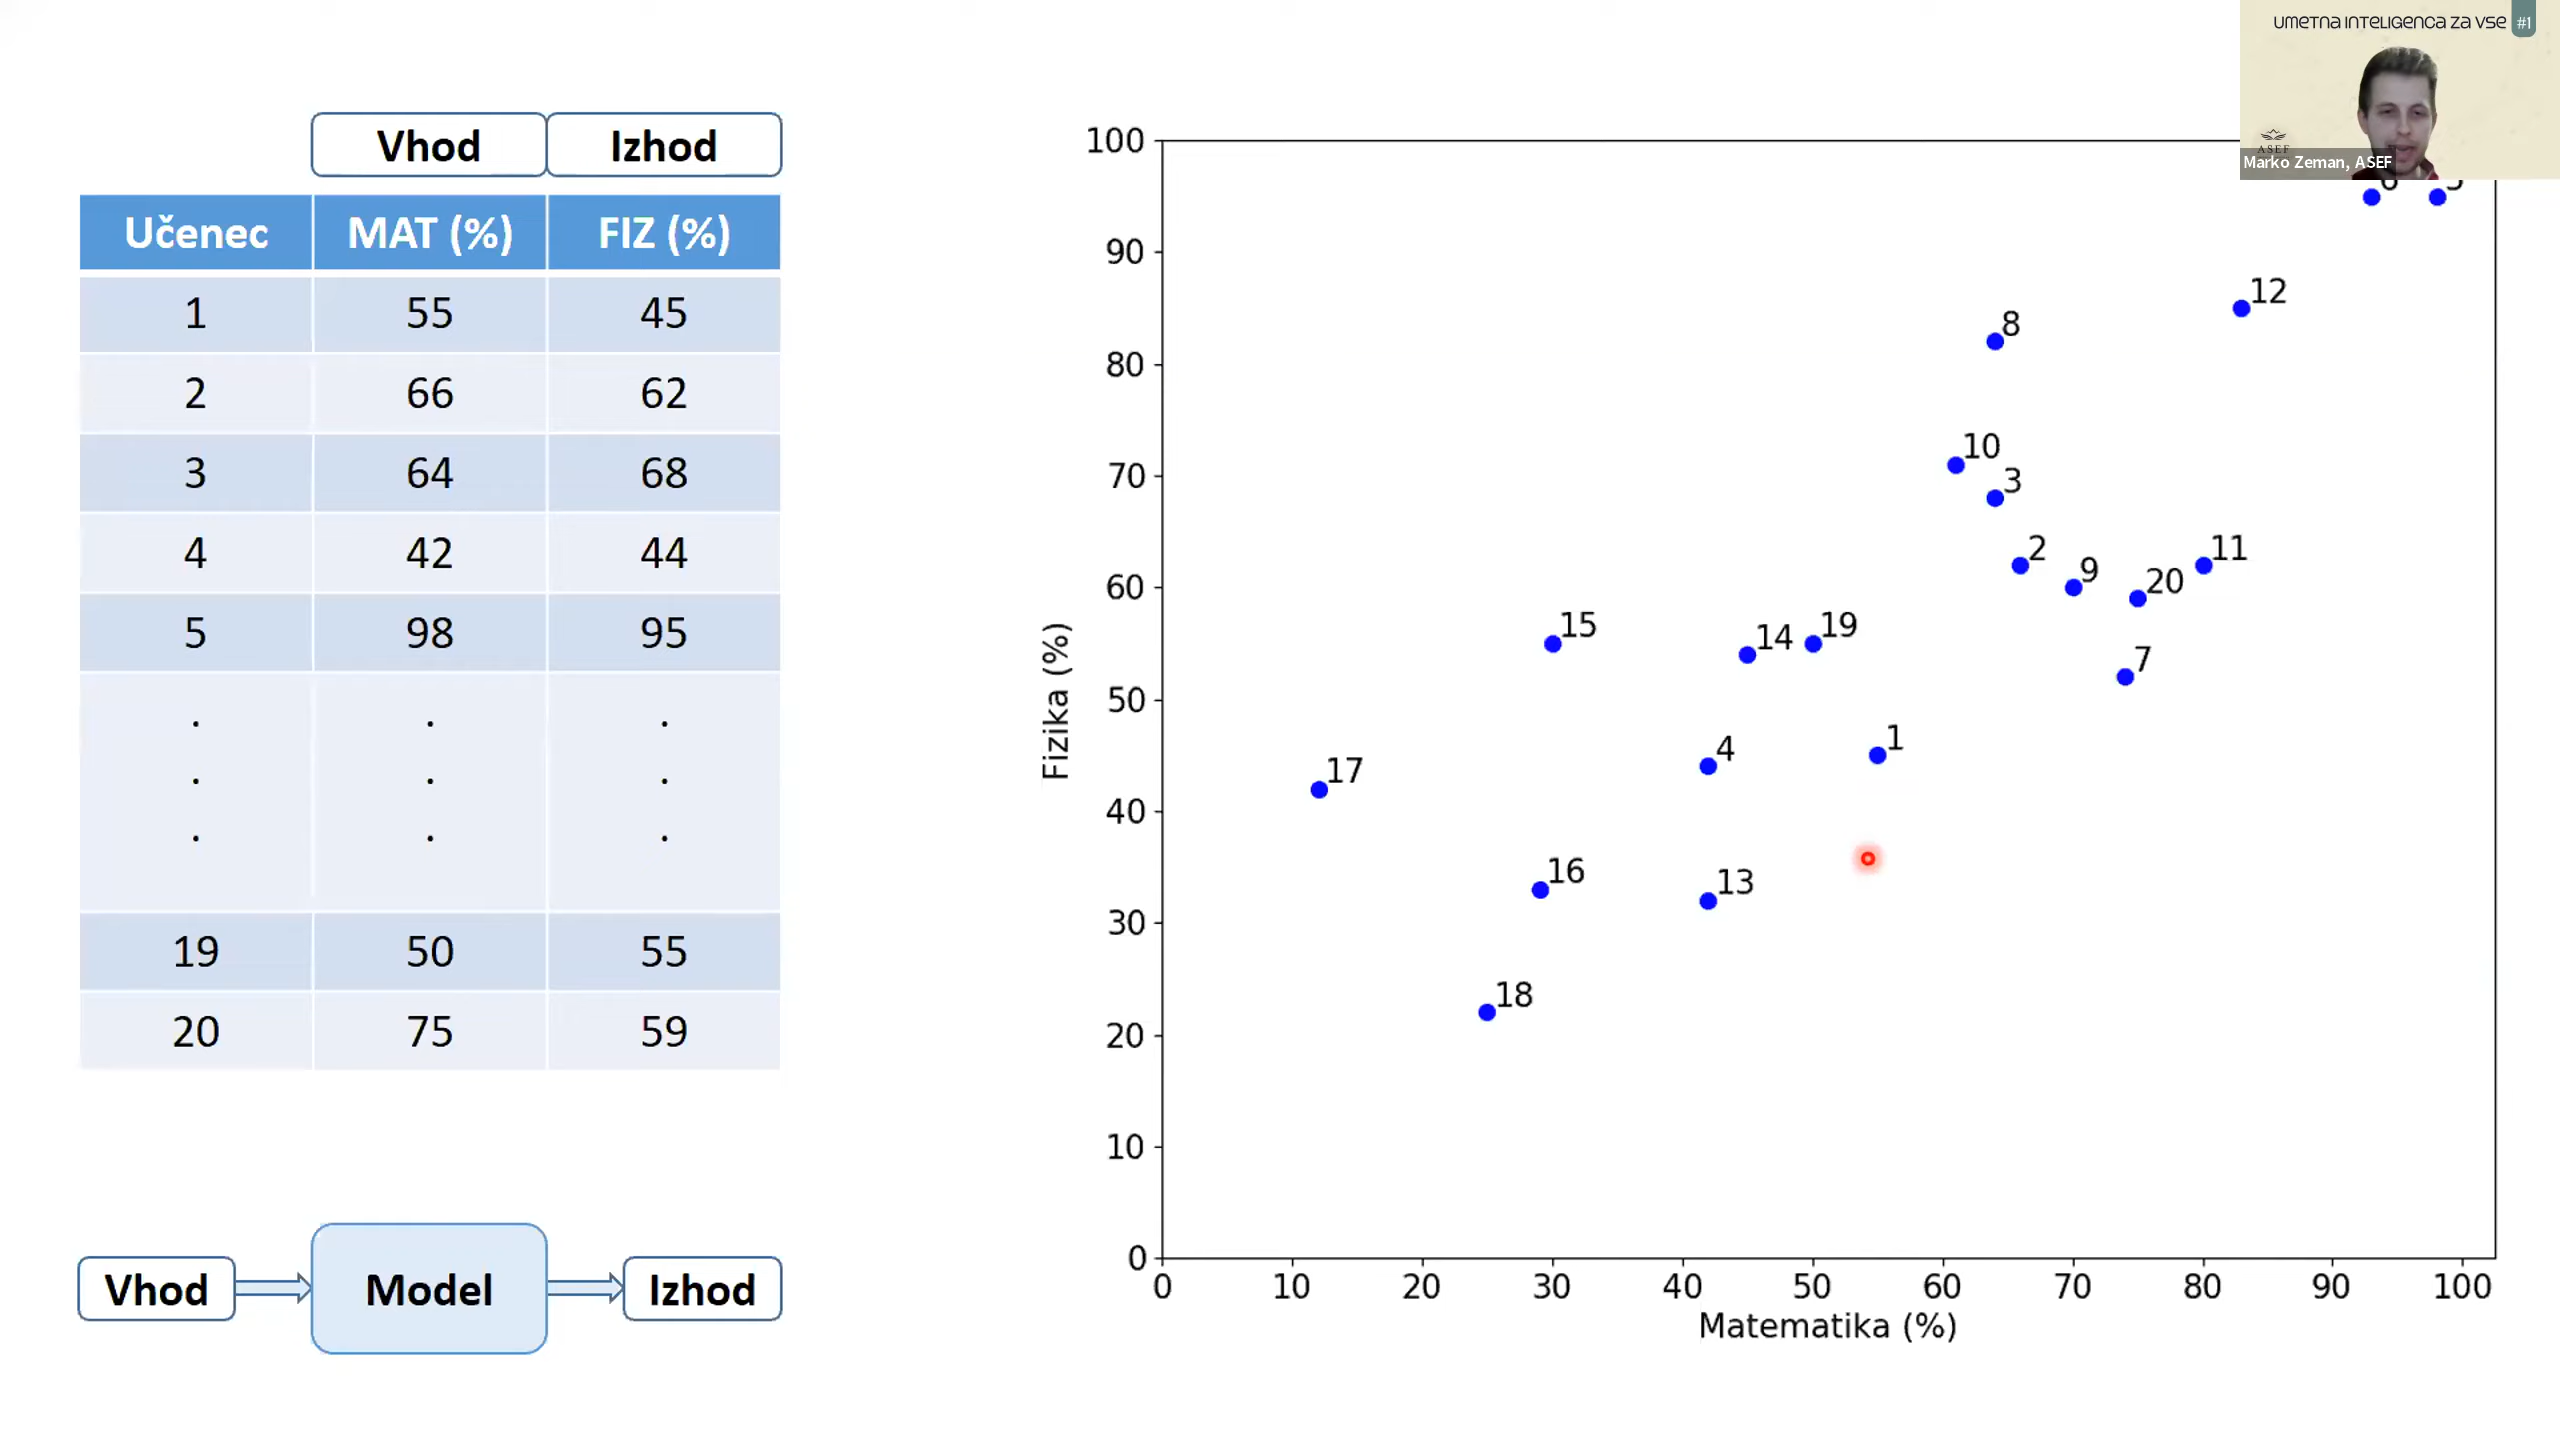 UMETNA INTELIGENCA ZA VSE #1
ASEF
Marko Zeman, ASEF
Vhod Izhod
Učenec MAT (%) FIZ (%)
1 55 45
2 66 62
3 64 68
4 42 44
5 98 95
. . .
. . .
. . .
19 50 55
20 75 59
Vhod Model Izhod
Fizika (%)
100
90
80
70
60
50
40
30
20
10
0
12
8
10
3
2
11
9
20
15
14
19
7
1
4
17
16
13
18
0 10 20 30 40 50 60 70 80 90 100
Matematika (%)